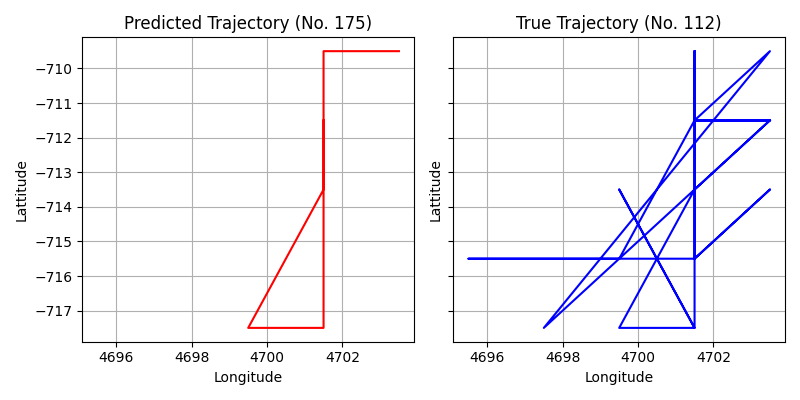 Predicted Trajectory (No. 175)
Lattitude
−710
−711
−712
−713
−714
−715
−716
−717
4696 4698 4700 4702
Longitude
True Trajectory (No. 112)
Lattitude
4696 4698 4700 4702
Longitude